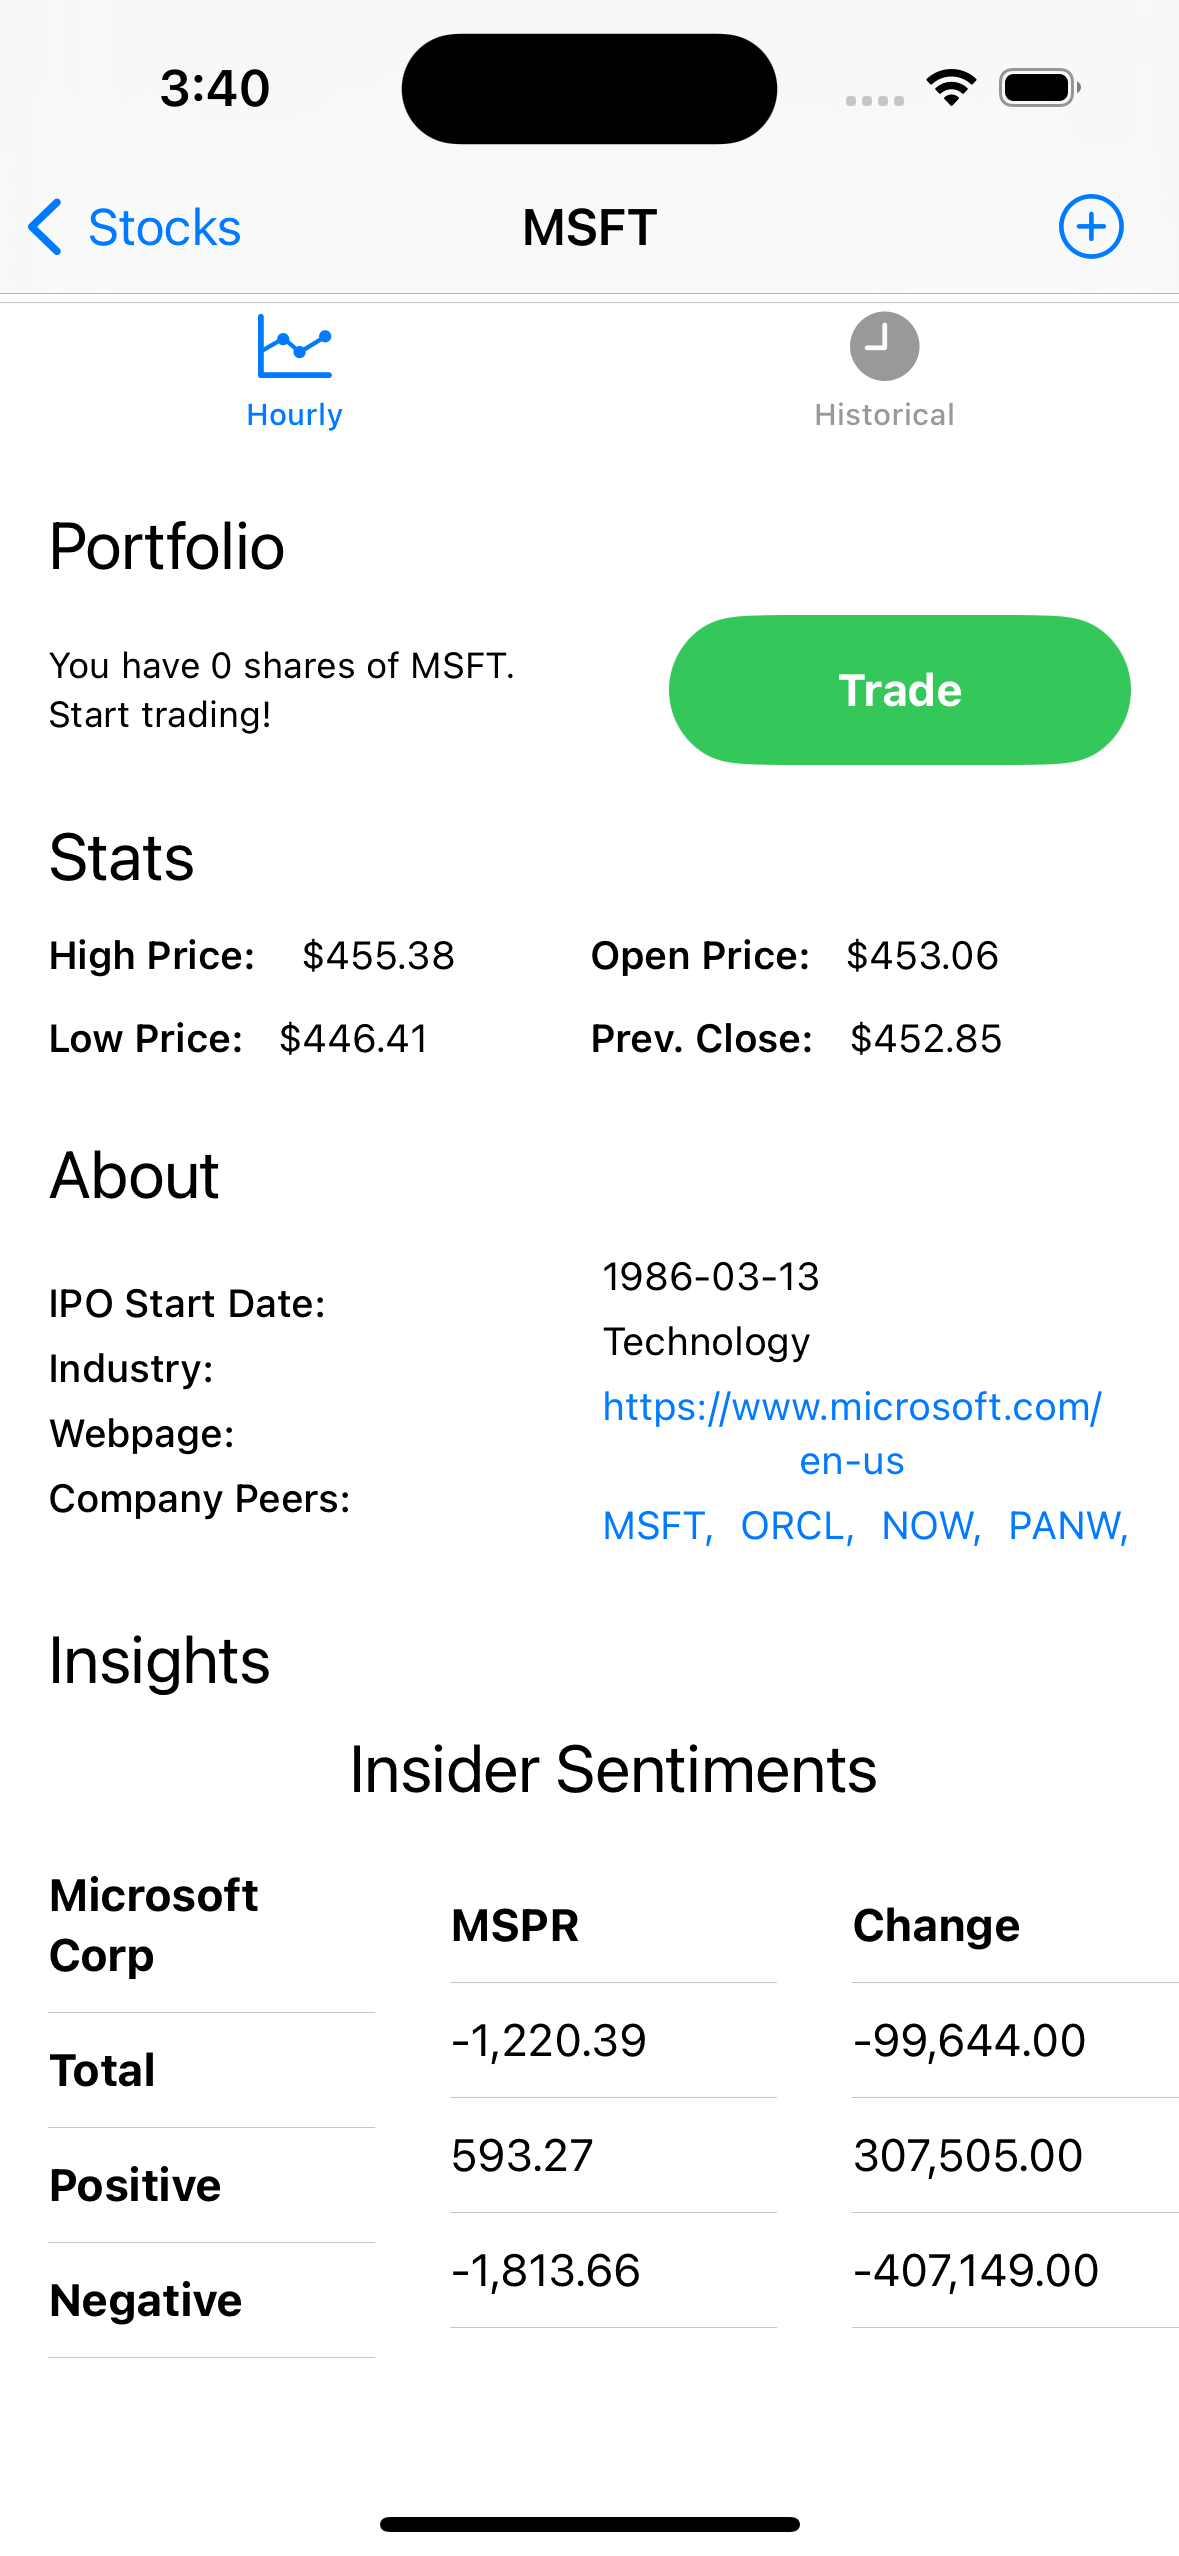 3:40
Stocks
MSFT
Hourly
Historical
Portfolio
You have 0 shares of MSFT.
Start trading!
Trade
Stats
High Price: $455.38 Open Price: $453.06
Low Price: $446.41 Prev. Close: $452.85
About
IPO Start Date: 1986-03-13
Industry: Technology
Webpage: https://www.microsoft.com/
en-us
Company Peers: MSFT, ORCL, NOW, PANW,
Insights
Insider Sentiments
Microsoft
Corp
MSPR Change
Total -1,220.39 -99,644.00
Positive 593.27 307,505.00
Negative -1,813.66 -407,149.00